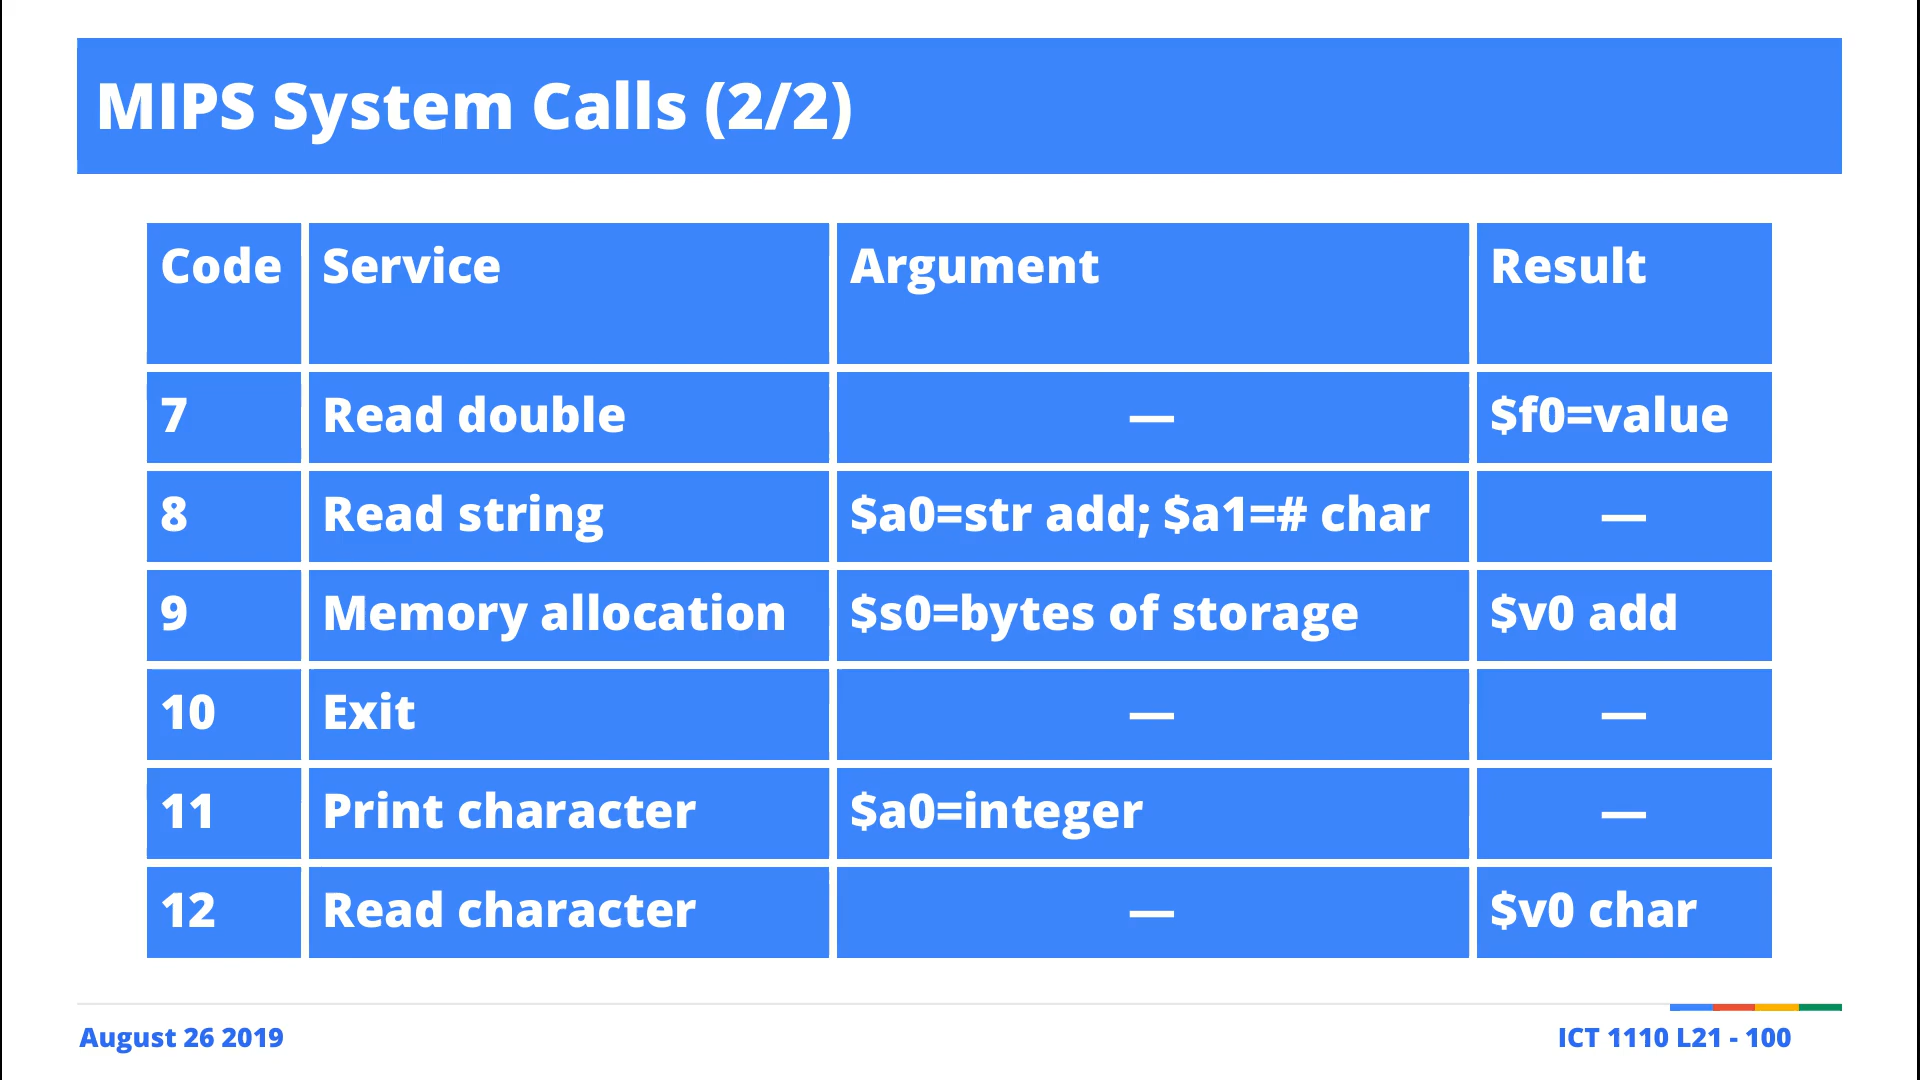 MIPS System Calls (2/2)
Code Service Argument Result
7 Read double — $f0=value
8 Read string $a0=str add; $a1=# char —
9 Memory allocation $s0=bytes of storage $v0 add
10 Exit — —
11 Print character $a0=integer —
12 Read character — $v0 char
August 26 2019 ICT 1110 L21 - 100